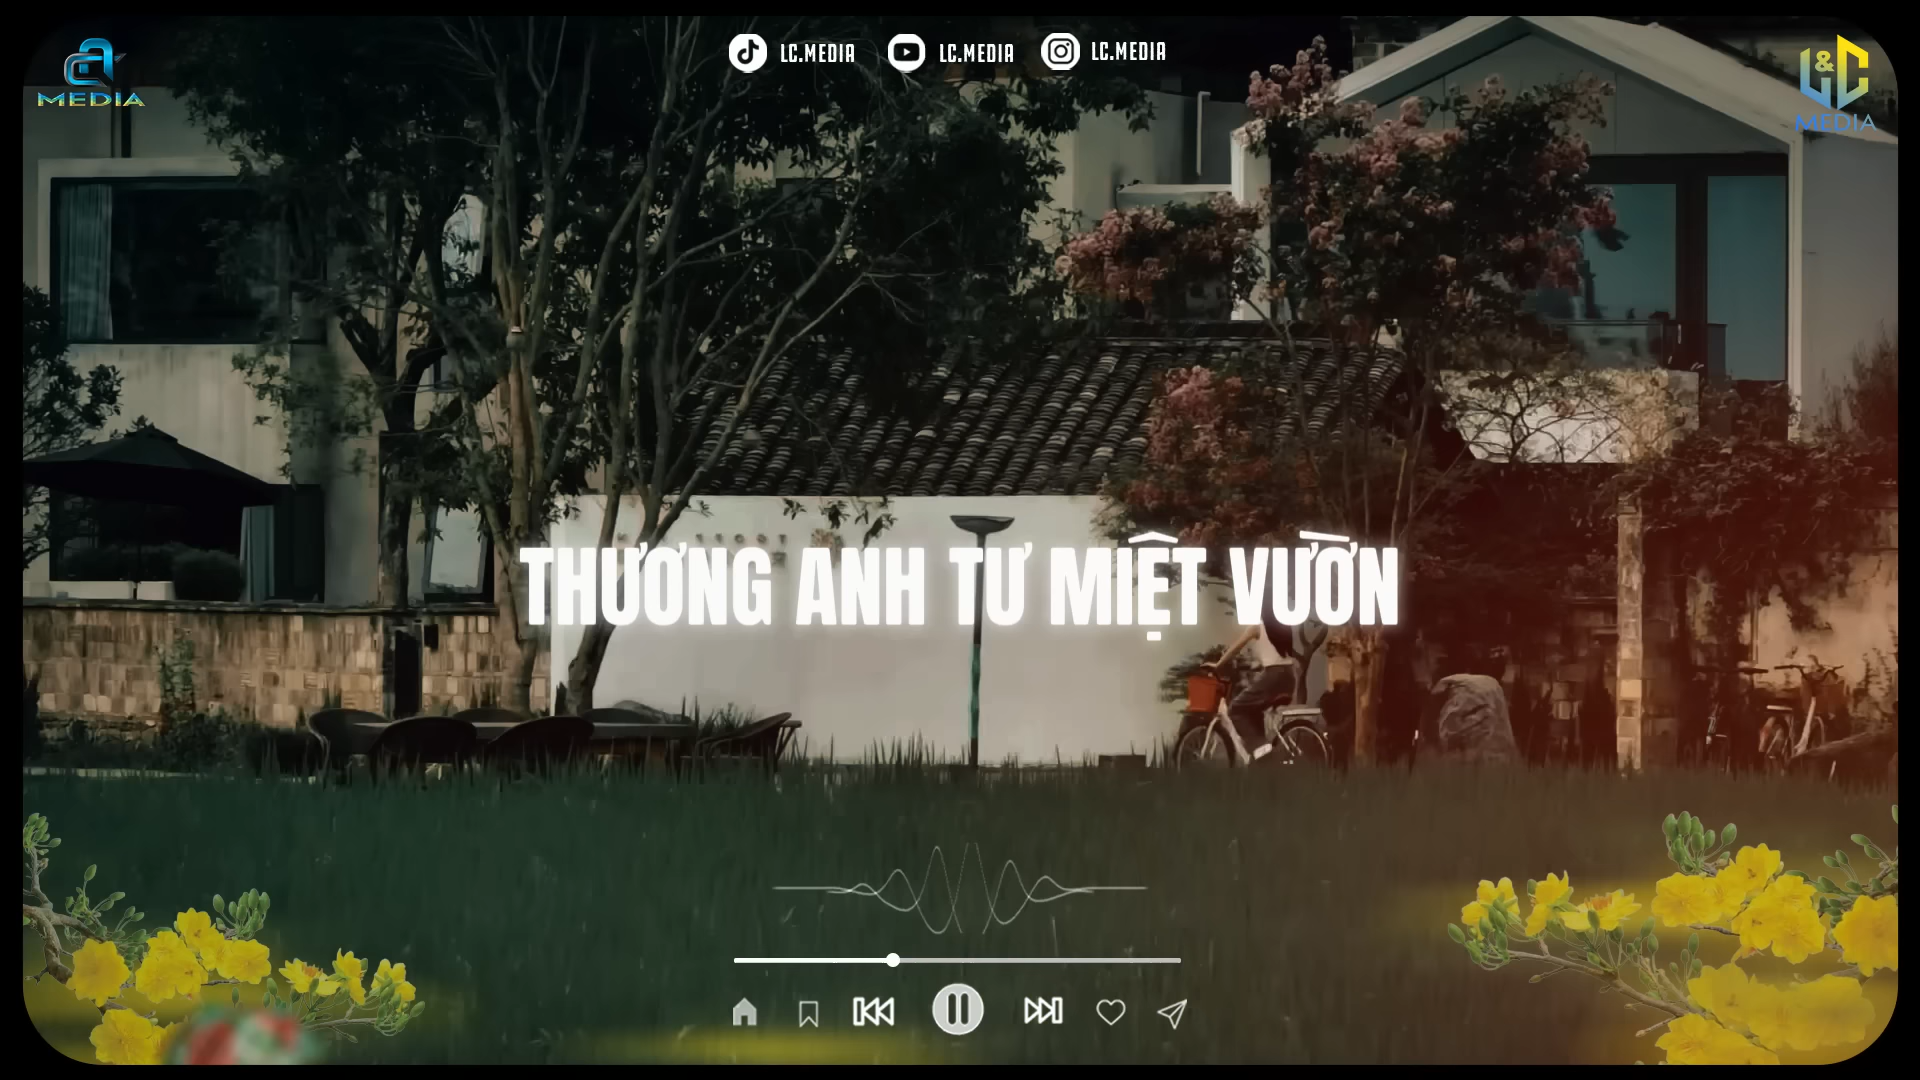 LC.MEDIA LC.MEDIA LC.MEDIA
a
MEDIA
L&C
MEDIA
THƯƠNG ANH TƯ MIỆT VƯỜN